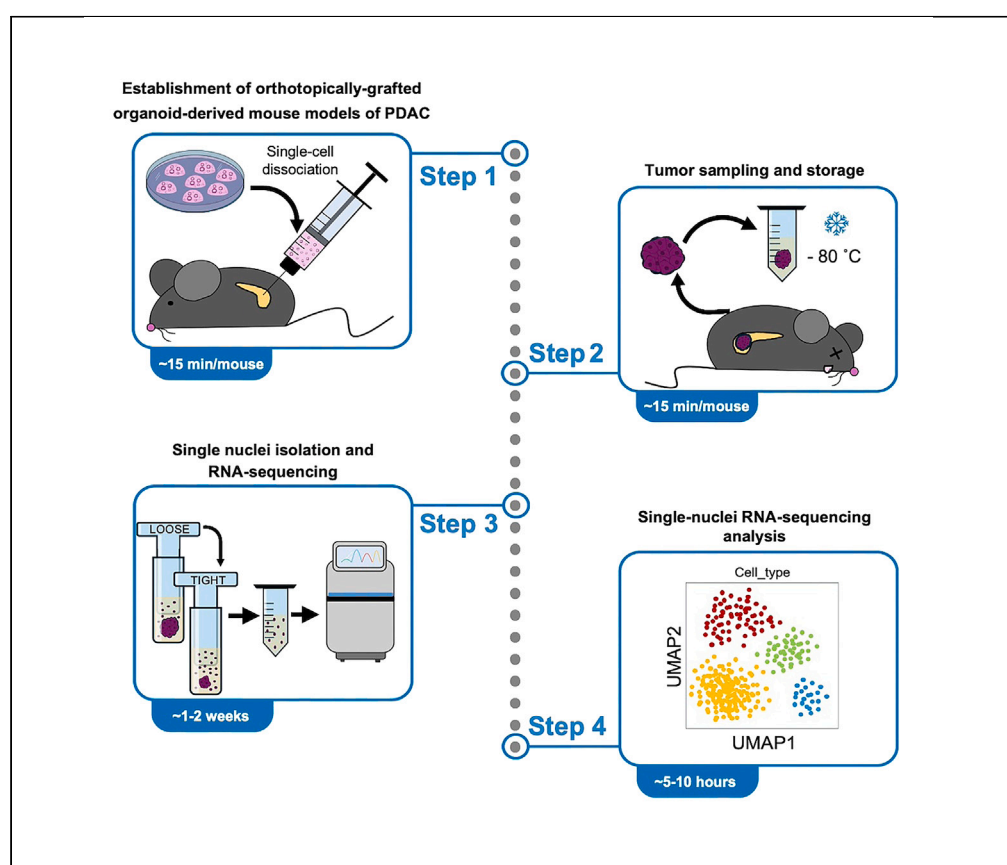 Establishment of orthotopically-grafted
organoid-derived mouse models of PDAC
Single-cell
dissociation
Step 1
~15 min/mouse
Tumor sampling and storage
- 80 ˚C
Step 2
~15 min/mouse
Single nuclei isolation and
RNA-sequencing
LOOSE
TIGHT
Step 3
~1-2 weeks
Single-nuclei RNA-sequencing
analysis
Cell_type
UMAP2
UMAP1
Step 4
~5-10 hours